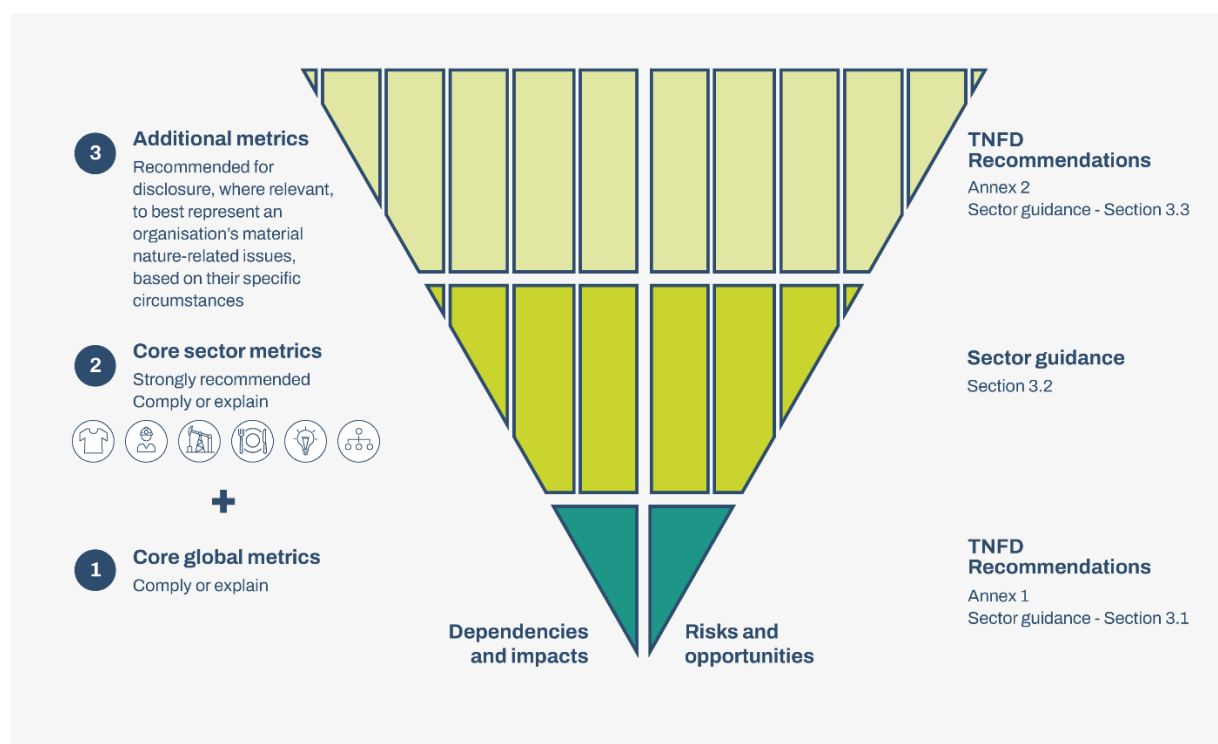 3
Additional metrics
Recommended for
disclosure, where relevant,
to best represent an
organisation's material
nature-related issues,
based on their specific
circumstances
TNFD
Recommendations
Annex 2
Sector guidance - Section 3.3
2
Core sector metrics
Strongly recommended
Comply or explain
Sector guidance
Section 3.2
1
Core global metrics
Comply or explain
TNFD
Recommendations
Annex 1
Sector guidance - Section 3.1
Dependencies
and impacts
Risks and
opportunities